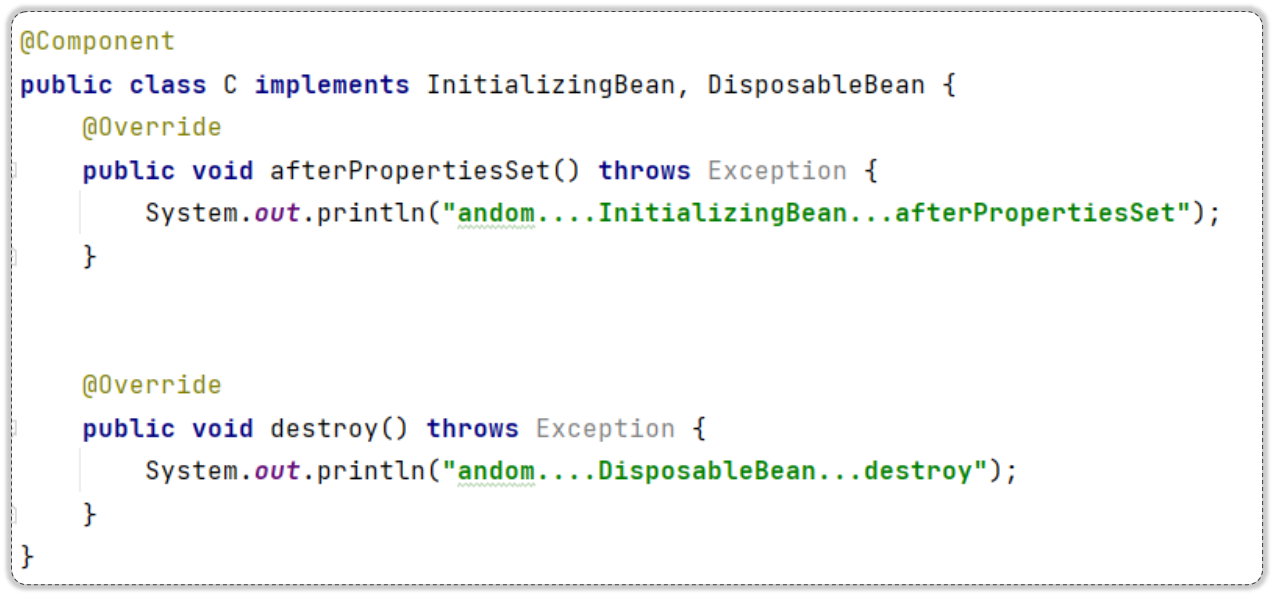 @Component
public class C implements InitializingBean, DisposableBean {
    @Override
    public void afterPropertiesSet() throws Exception {
        System.out.println("andom....InitializingBean...afterPropertiesSet");
    }
    @Override
    public void destroy() throws Exception {
        System.out.println("andom....DisposableBean...destroy");
    }
}